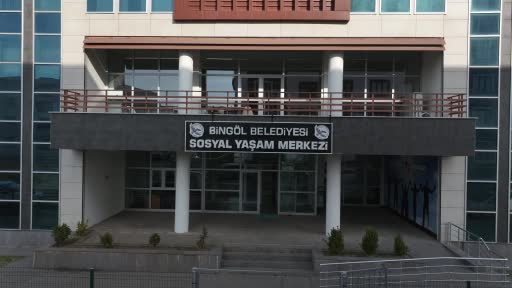 BİNGÖL BELEDİYESİ
SOSYAL YAŞAM MERKEZİ